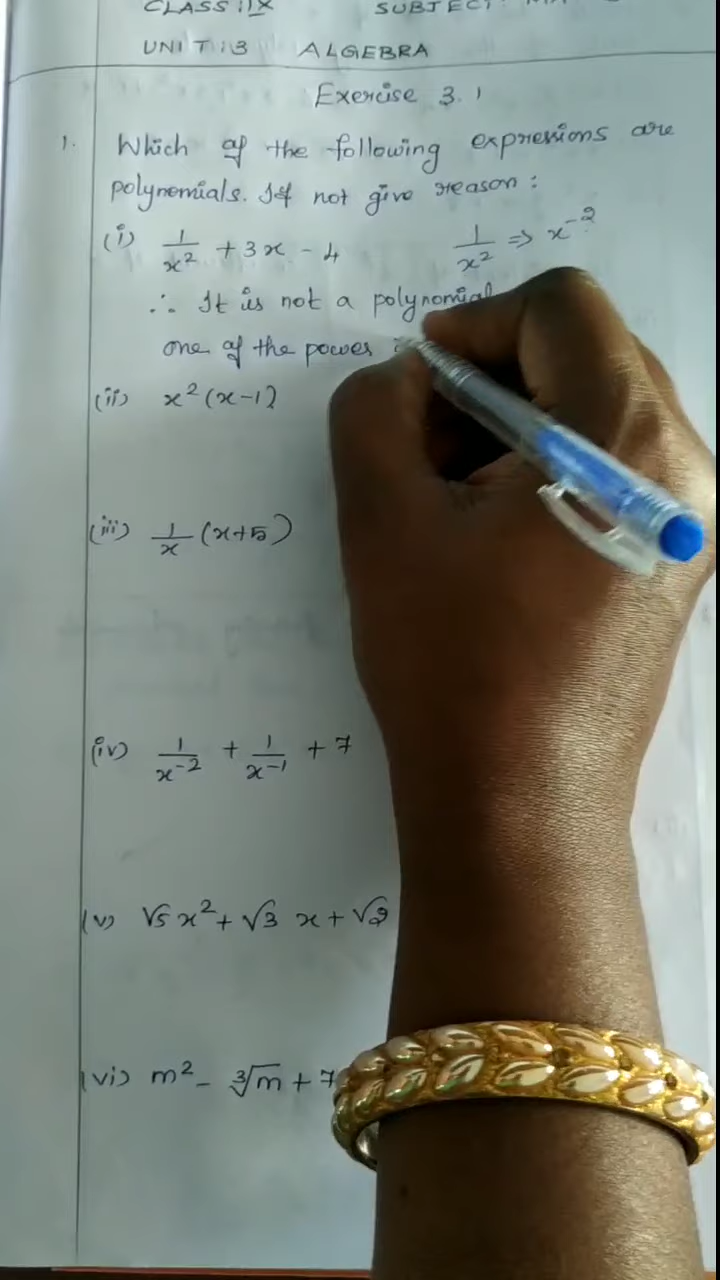 CLASS: IX SUBJECT:
UNIT: 3 ALGEBRA
Exercise 3.1
1. Which of the following expresions are
polynomials. If not give reason:
(i) 1/x² + 3x - 4 1/x² ⇒ x⁻²
∴ It is not a polynomial
one of the power
(ii) x²(x-1)
(iii) 1/x (x+5)
(iv) 1/x⁻² + 1/x⁻¹ + 7
(v) √5 x² + √3 x + √2
(vi) m² - ∛m + 7